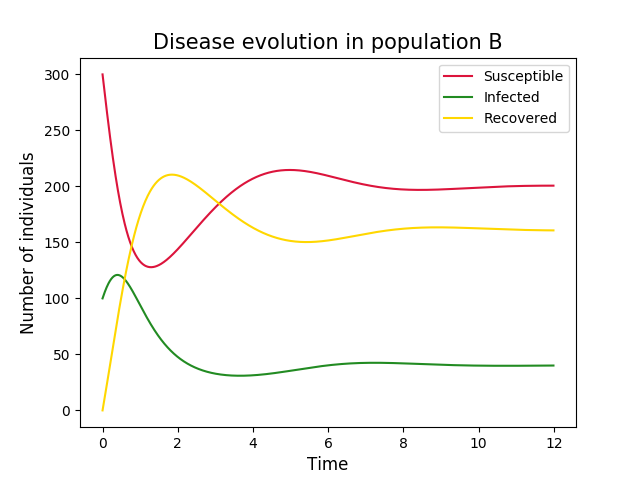 Disease evolution in population B
Susceptible
Infected
Recovered
Number of individuals
300
250
200
150
100
50
0
0 2 4 6 8 10 12
Time